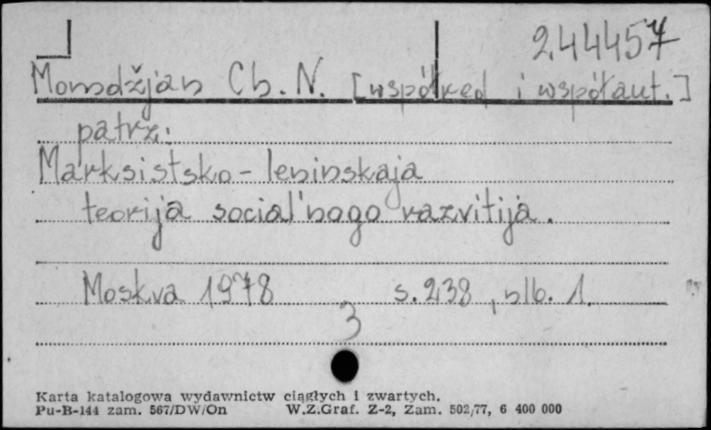 244457
Momdžjan Ch. N. [współred i współaut.]
patrz:
Marksistsko-leninskaja
teorija social'nogo razvitija.
Moskva 1978 s. 238, nlb. 1.
3
Karta katalogowa wydawnictw ciągłych i zwartych.
Pu-B-144 zam. 567/DW/On W.Z.Graf. Z-2, Zam. 502/77, 6 400 000